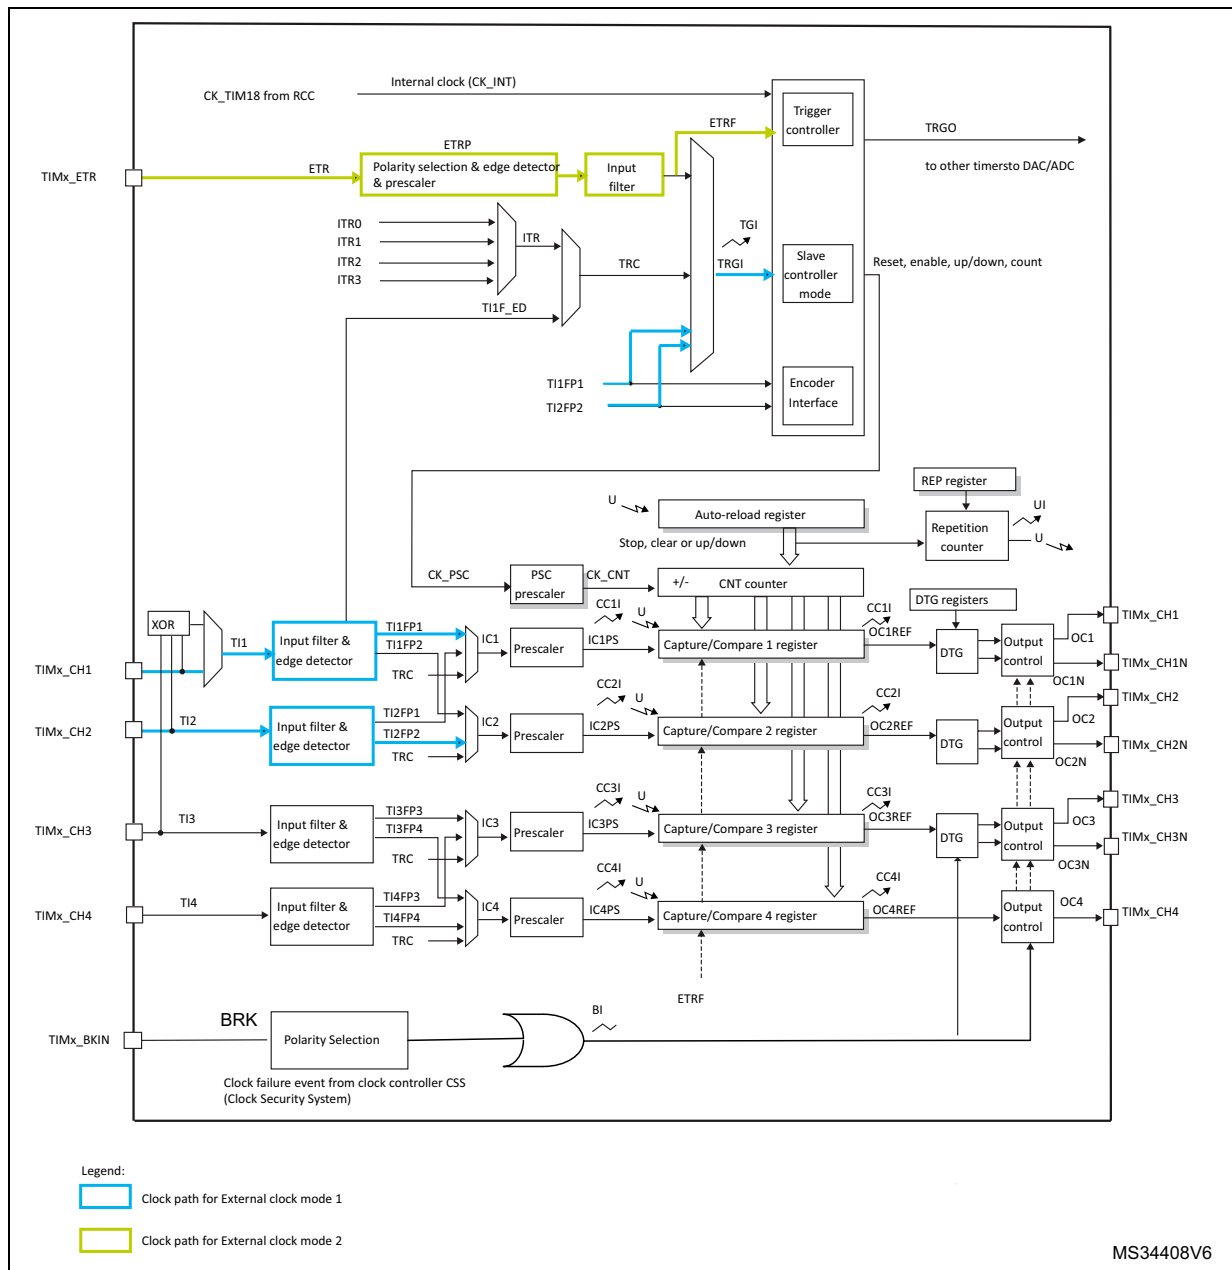 Internal clock (CK_INT)
CK_TIM18 from RCC
Trigger
controller
ETRF
TRGO
ETRP
to other timersto DAC/ADC
TIMx_ETR
ETR
Polarity selection & edge detector
& prescaler
Input
filter
ITR0
ITR1
ITR2
ITR3
ITR
TGI
TRC
TRGI
Slave
controller
mode
Reset, enable, up/down, count
TI1F_ED
TI1FP1
TI2FP2
Encoder
Interface
REP register
U
Auto-reload register
UI
Repetition
counter
U
Stop, clear or up/down
CK_PSC
PSC
prescaler
CK_CNT
+/-
CNT counter
DTG registers
XOR
TI1
Input filter &
edge detector
TI1FP1
TI1FP2
TRC
IC1
Prescaler
IC1PS
CC1I
U
Capture/Compare 1 register
CC1I
OC1REF
DTG
Output
control
OC1
OC1N
TIMx_CH1
TIMx_CH1N
TIMx_CH1
TIMx_CH2
TI2
Input filter &
edge detector
TI2FP1
TI2FP2
TRC
IC2
Prescaler
IC2PS
CC2I
U
Capture/Compare 2 register
CC2I
OC2REF
DTG
Output
control
OC2
OC2N
TIMx_CH2
TIMx_CH2N
TIMx_CH3
TI3
Input filter &
edge detector
TI3FP3
TI3FP4
TRC
IC3
Prescaler
IC3PS
CC3I
U
Capture/Compare 3 register
CC3I
OC3REF
DTG
Output
control
OC3
OC3N
TIMx_CH3
TIMx_CH3N
TIMx_CH4
TI4
Input filter &
edge detector
TI4FP3
TI4FP4
TRC
IC4
Prescaler
IC4PS
CC4I
U
Capture/Compare 4 register
CC4I
OC4REF
Output
control
OC4
TIMx_CH4
ETRF
TIMx_BKIN
BRK
Polarity Selection
BI
Clock failure event from clock controller CSS
(Clock Security System)
Legend:
Clock path for External clock mode 1
Clock path for External clock mode 2
MS34408V6